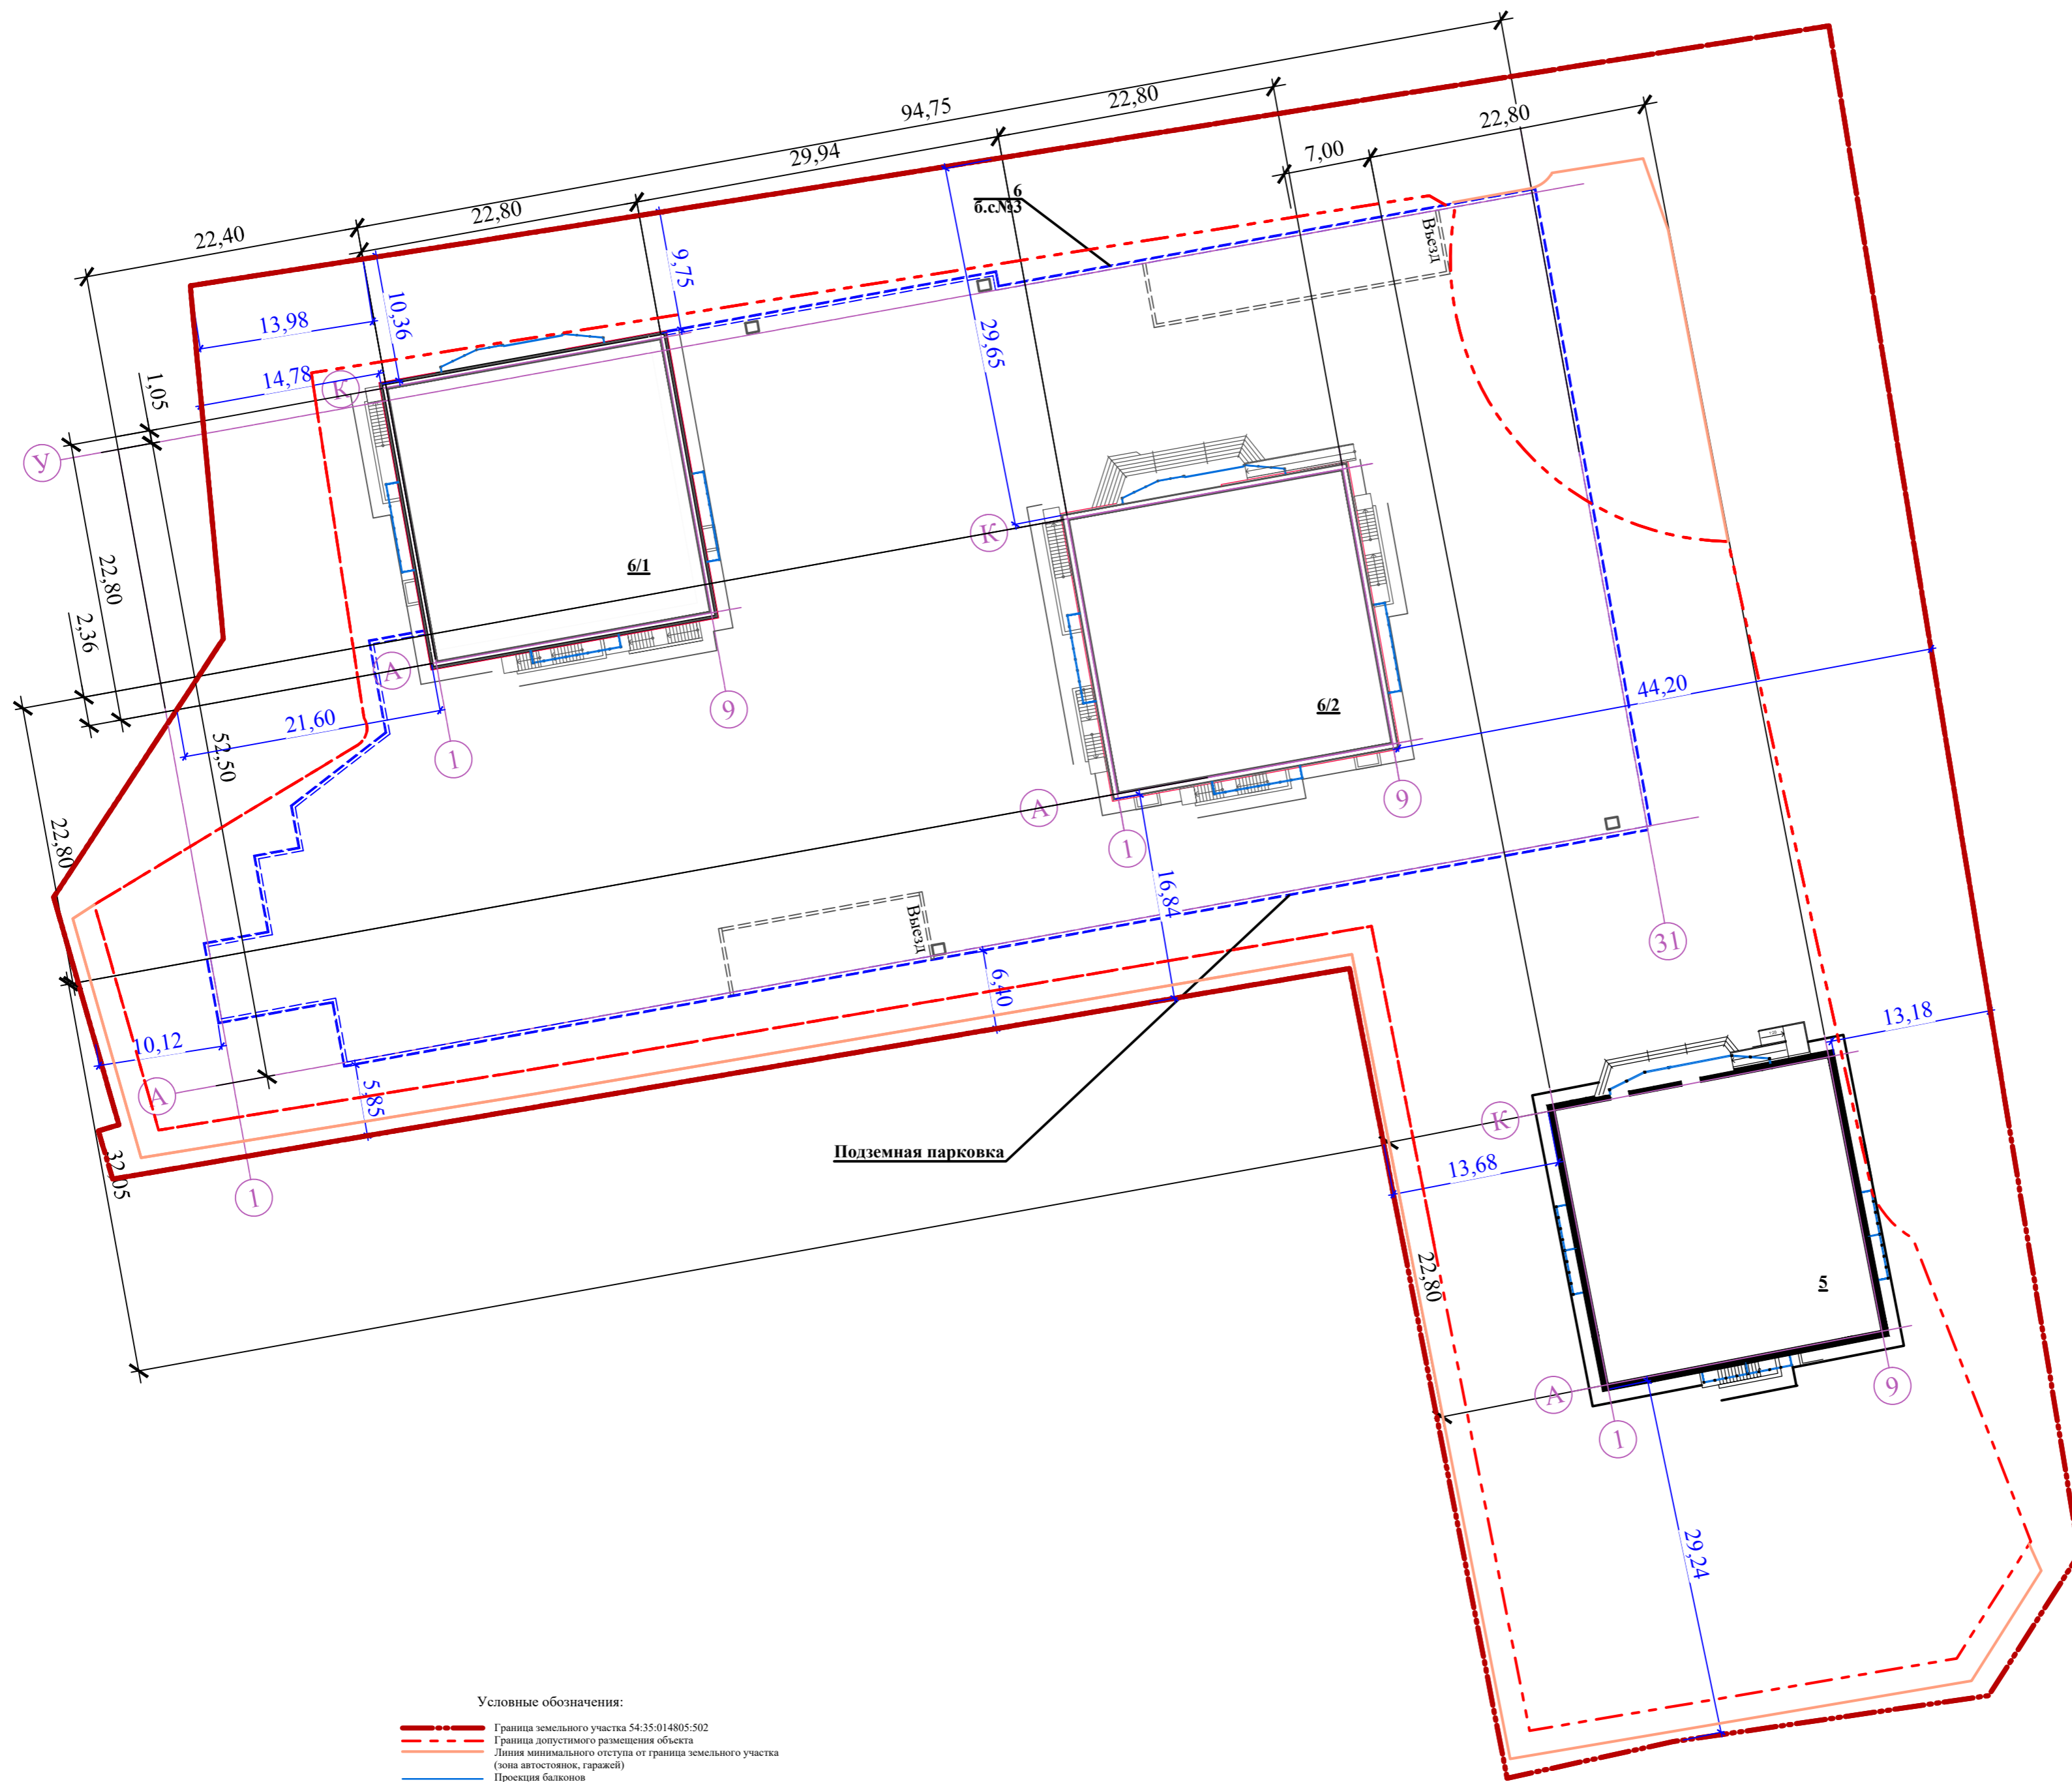 94,75
22,80
22,80
29,94
7,00
22,80
22,40
6
б.с.№3
Въезд
9,75
10,36
13,98
29,65
14,78
1,05
К
У
К
6/1
22,80
2,36
А
44,20
6/2
9
21,60
52,50
1
А
9
22,80
1
16,84
Выезд
31
6,40
13,18
10,12
А
5,85
К
Подземная парковка
13,68
32,05
1
22,80
5
А
9
1
29,24
Условные обозначения:
Граница земельного участка 54:35:014805:502
Граница допустимого размещения объекта
Линия минимального отступа от граница земельного участка
(зона автостоянок, гаражей)
Проекция балконов